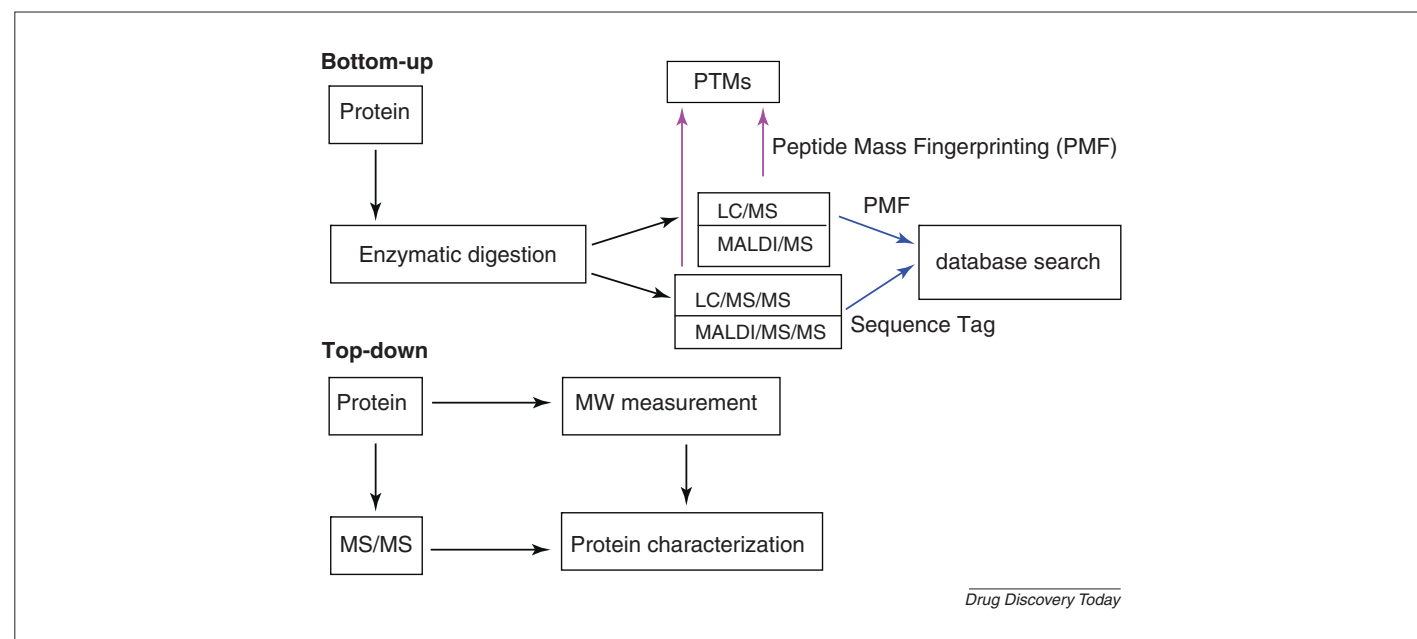 Bottom-up
Protein
PTMs
Peptide Mass Fingerprinting (PMF)
LC/MS
MALDI/MS
PMF
Enzymatic digestion
database search
LC/MS/MS
MALDI/MS/MS
Sequence Tag
Top-down
Protein
MW measurement
MS/MS
Protein characterization
Drug Discovery Today